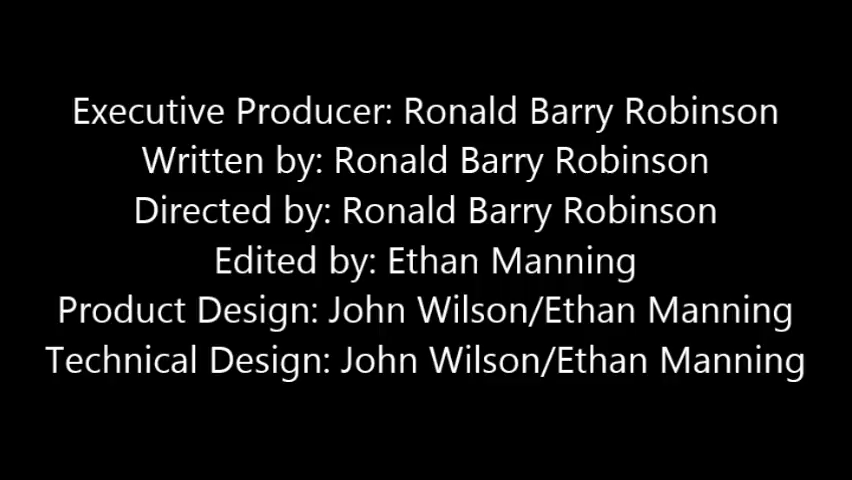 Executive Producer: Ronald Barry Robinson
Written by: Ronald Barry Robinson
Directed by: Ronald Barry Robinson
Edited by: Ethan Manning
Product Design: John Wilson/Ethan Manning
Technical Design: John Wilson/Ethan Manning